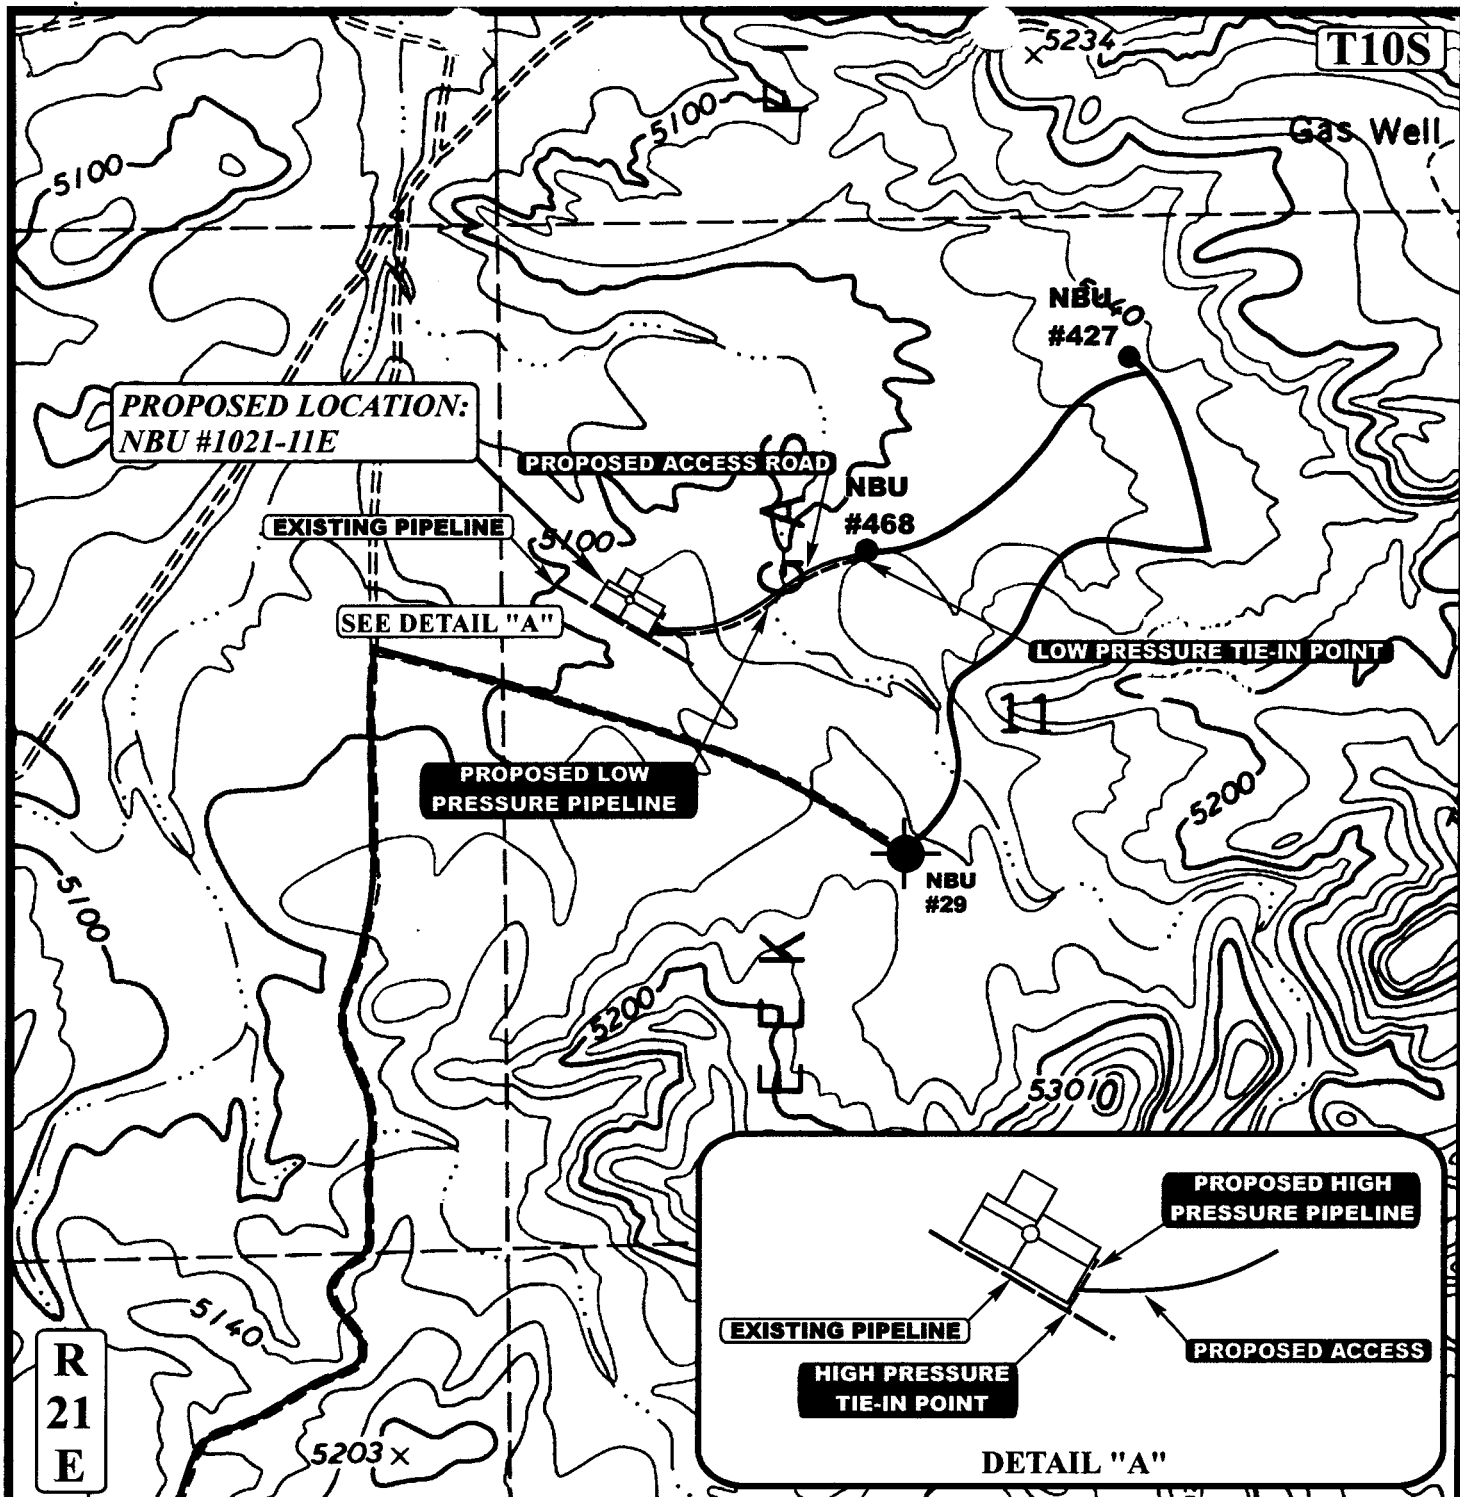 5234
T10S
5100
5100
Gas Well
NBU
#427
PROPOSED LOCATION:
NBU #1021-11E
PROPOSED ACCESS ROAD
NBU
#468
GAS
EXISTING PIPELINE
5100
SEE DETAIL "A"
LOW PRESSURE TIE-IN POINT
11
PROPOSED LOW
PRESSURE PIPELINE
5200
NBU
#29
5100
5200
5140
R
21
E
5203
PROPOSED HIGH
PRESSURE PIPELINE
EXISTING PIPELINE
HIGH PRESSURE
TIE-IN POINT
PROPOSED ACCESS
DETAIL "A"